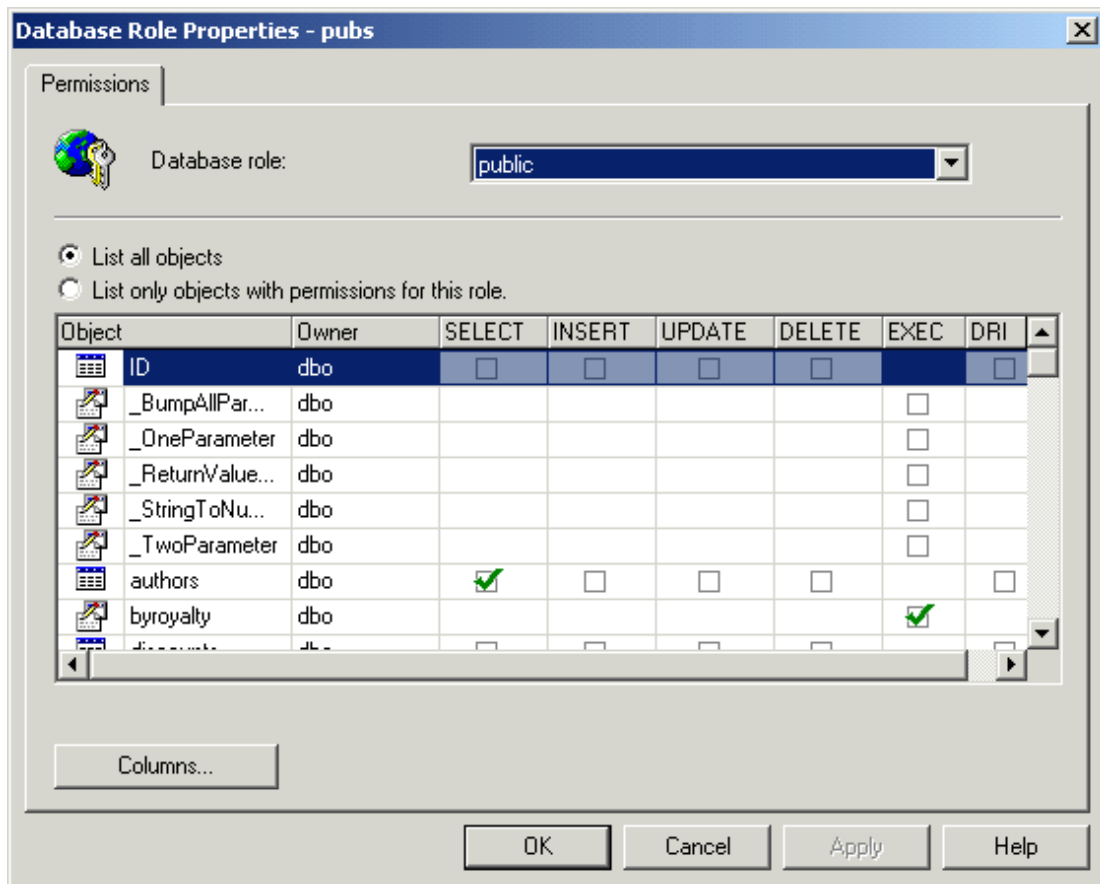 Database Role Properties - pubs
Permissions
Database role: public
List all objects
List only objects with permissions for this role.
Object Owner SELECT INSERT UPDATE DELETE EXEC DRI
ID dbo
_BumpAllPar... dbo
_OneParameter dbo
_ReturnValue... dbo
_StringToNu... dbo
_TwoParameter dbo
authors dbo
byroyalty dbo
Columns...
OK Cancel Apply Help